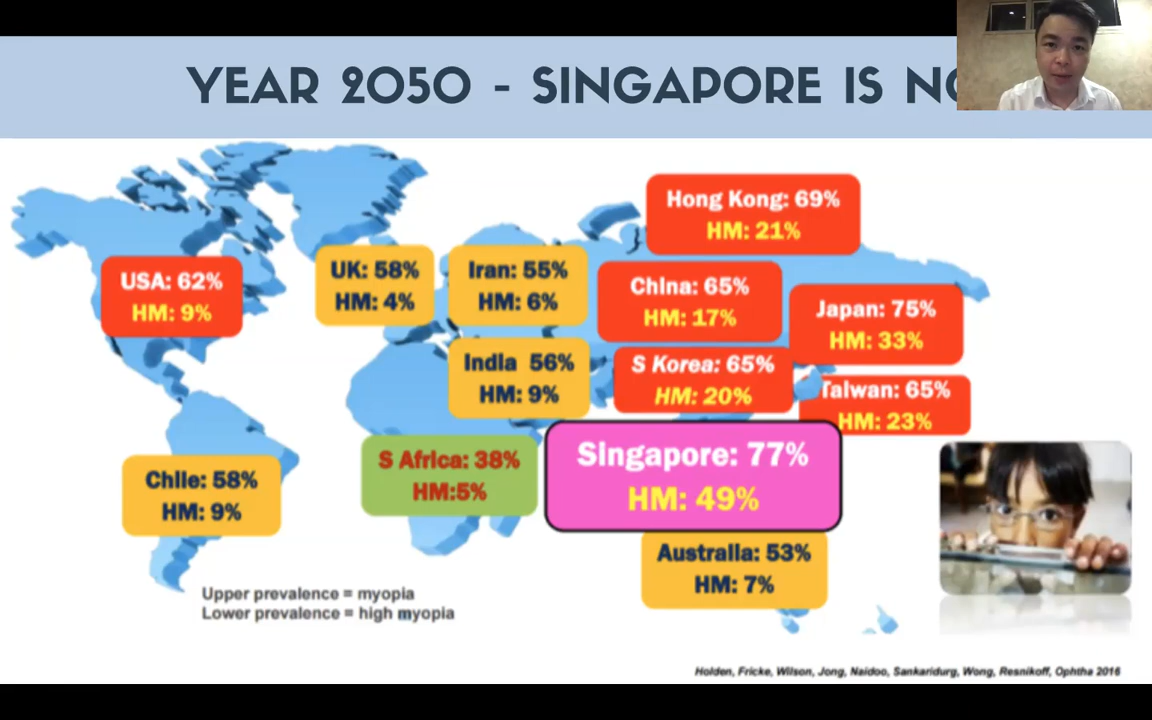 YEAR 2050 - SINGAPORE IS
Hong Kong: 69%
HM: 21%
USA: 62%
HM: 9%
UK: 58%
HM: 4%
Iran: 55%
HM: 6%
China: 65%
HM: 17%
Japan: 75%
HM: 33%
India 56%
HM: 9%
S Korea: 65%
HM: 20%
Taiwan: 65%
HM: 23%
S Africa: 38%
HM:5%
Singapore: 77%
HM: 49%
Chile: 58%
HM: 9%
Australia: 53%
HM: 7%
Upper prevalence = myopia
Lower prevalence = high myopia
Holden, Fricke, Wilson, Jong, Naidoo, Sankaridurg, Wong, Resnikoff, Ophtha 2016